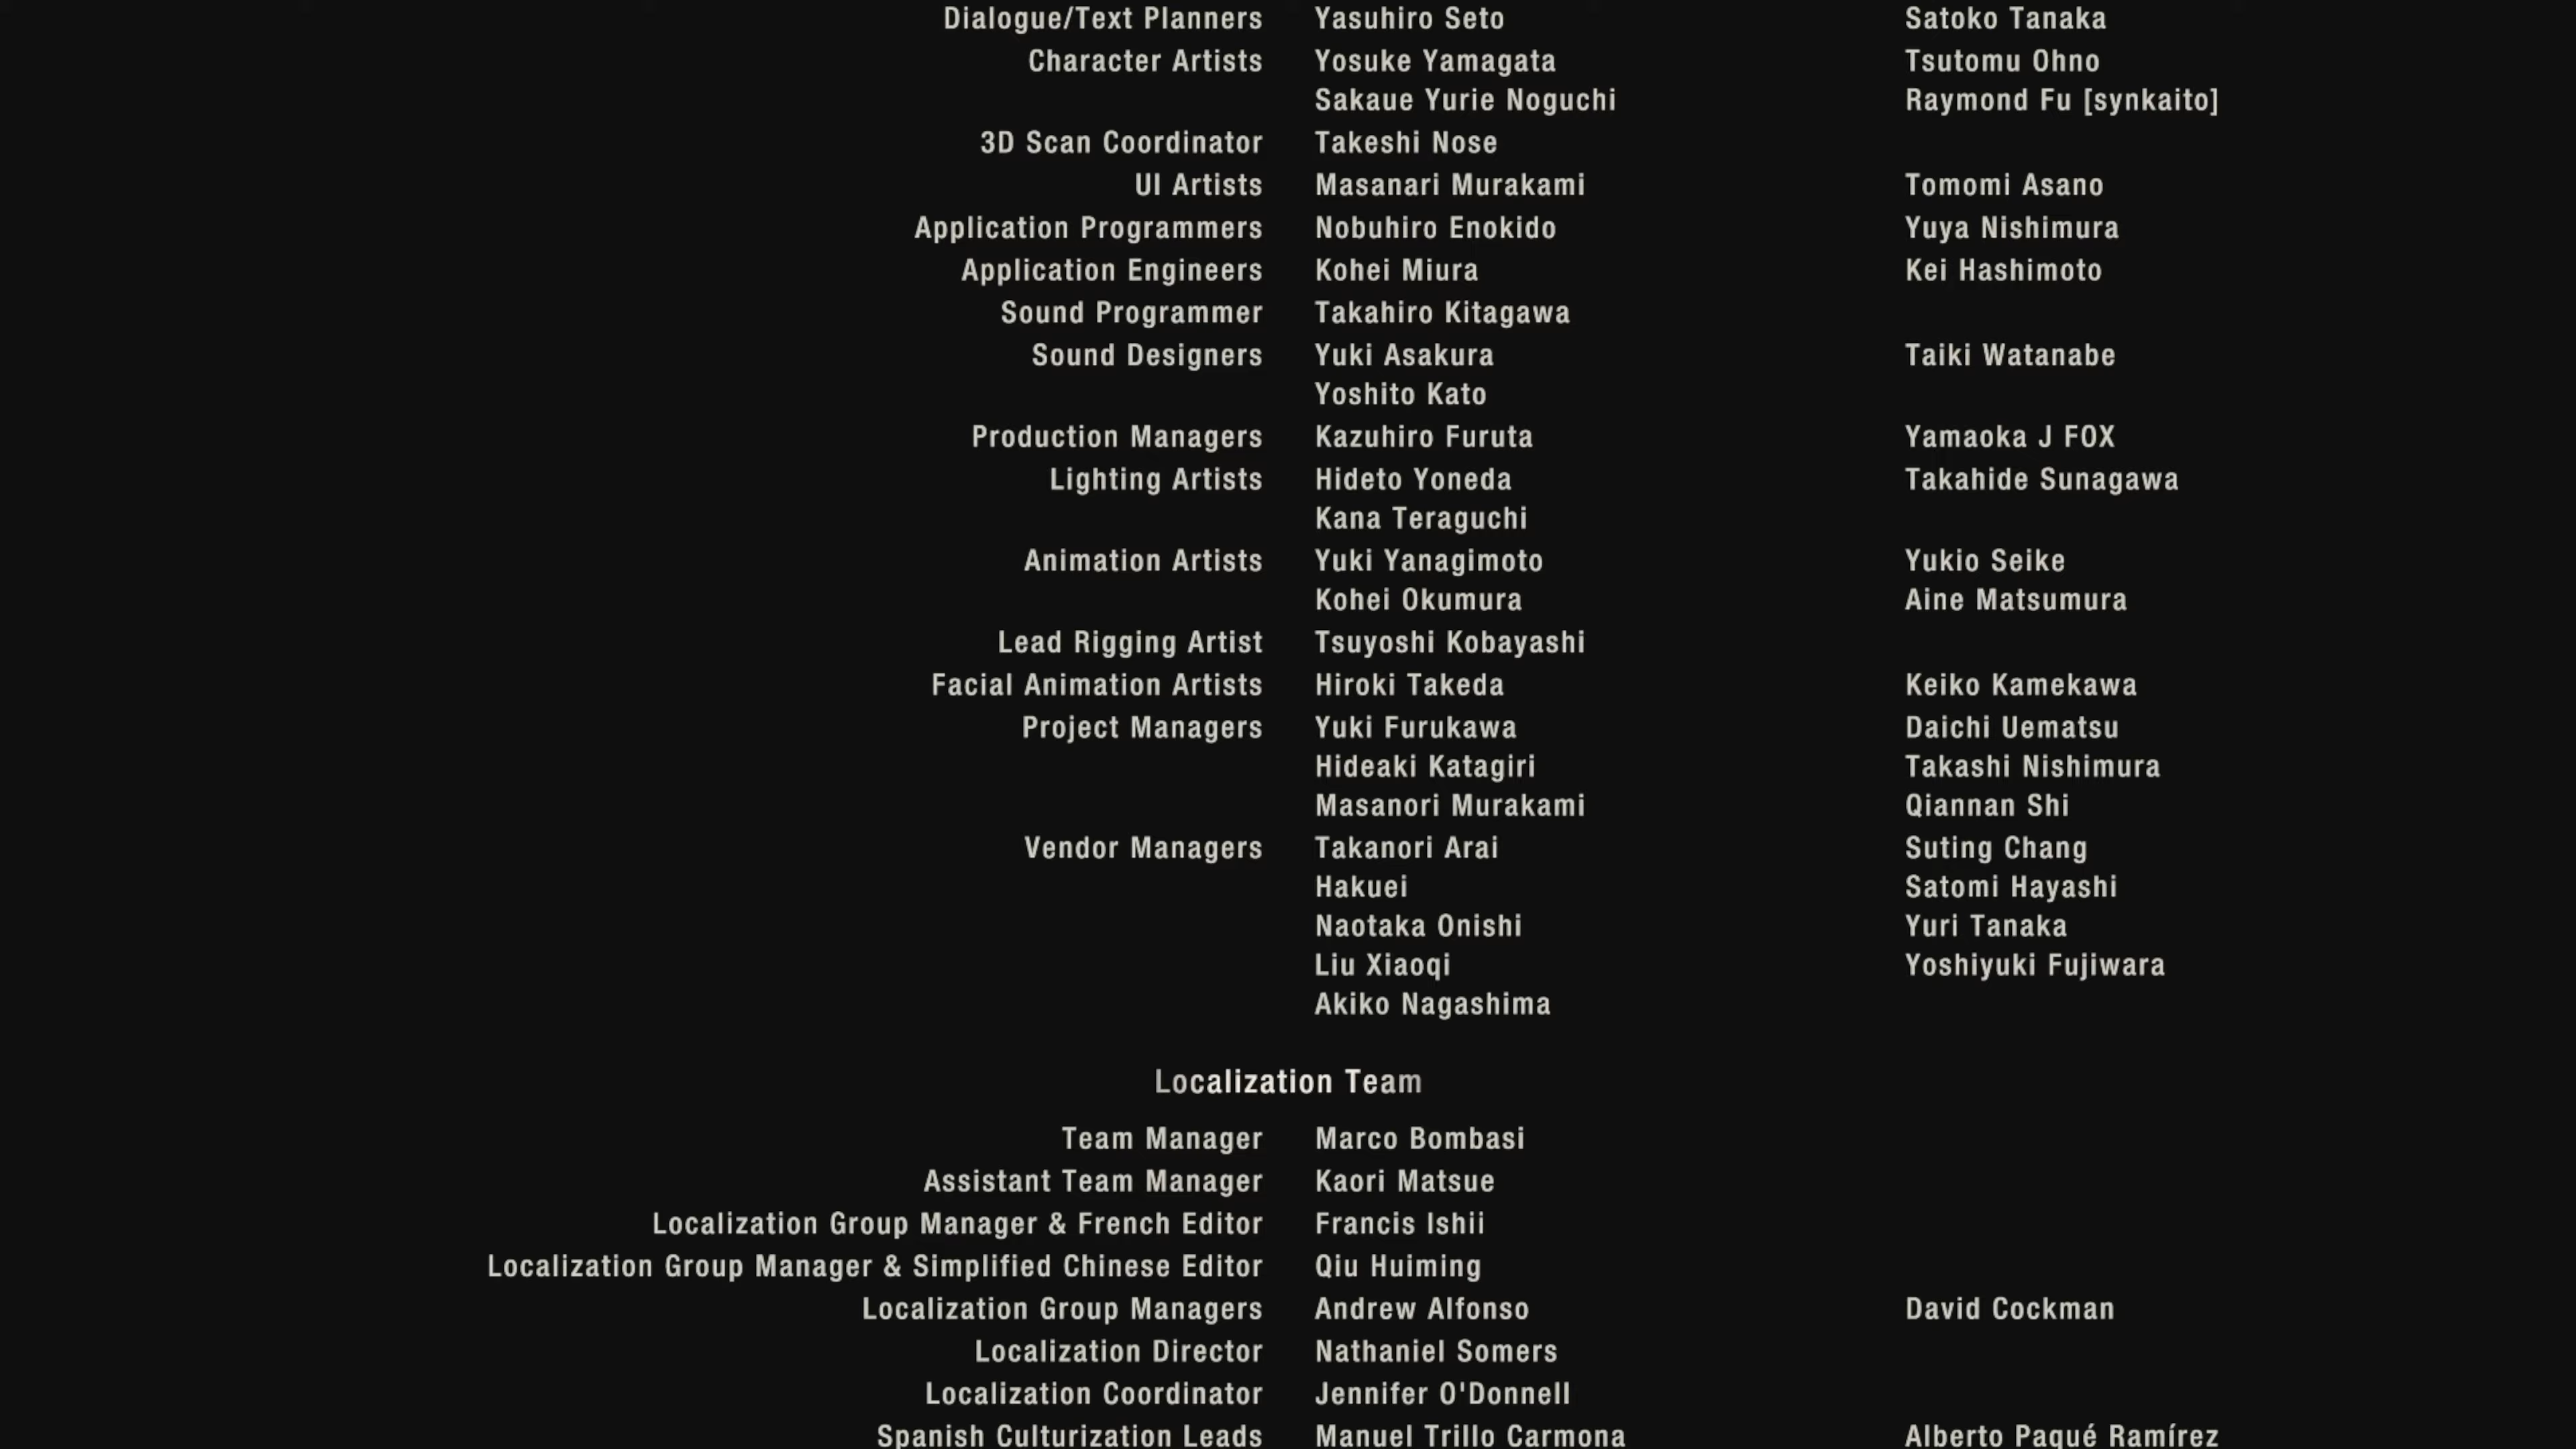 Dialogue/Text Planners Yasuhiro Seto Satoko Tanaka
Character Artists Yosuke Yamagata Tsutomu Ohno
Sakaue Yurie Noguchi Raymond Fu [synkaito]
3D Scan Coordinator Takeshi Nose
UI Artists Masanari Murakami Tomomi Asano
Application Programmers Nobuhiro Enokido Yuya Nishimura
Application Engineers Kohei Miura Kei Hashimoto
Sound Programmer Takahiro Kitagawa
Sound Designers Yuki Asakura Taiki Watanabe
Yoshito Kato
Production Managers Kazuhiro Furuta Yamaoka J FOX
Lighting Artists Hideto Yoneda Takahide Sunagawa
Kana Teraguchi
Animation Artists Yuki Yanagimoto Yukio Seike
Kohei Okumura Aine Matsumura
Lead Rigging Artist Tsuyoshi Kobayashi
Facial Animation Artists Hiroki Takeda Keiko Kamekawa
Project Managers Yuki Furukawa Daichi Uematsu
Hideaki Katagiri Takashi Nishimura
Masanori Murakami Qiannan Shi
Vendor Managers Takanori Arai Suting Chang
Hakuei Satomi Hayashi
Naotaka Onishi Yuri Tanaka
Liu Xiaoqi Yoshiyuki Fujiwara
Akiko Nagashima
Localization Team
Team Manager Marco Bombasi
Assistant Team Manager Kaori Matsue
Localization Group Manager & French Editor Francis Ishii
Localization Group Manager & Simplified Chinese Editor Qiu Huiming
Localization Group Managers Andrew Alfonso David Cockman
Localization Director Nathaniel Somers
Localization Coordinator Jennifer O'Donnell
Spanish Culturization Leads Manuel Trillo Carmona Alberto Paqué Ramírez